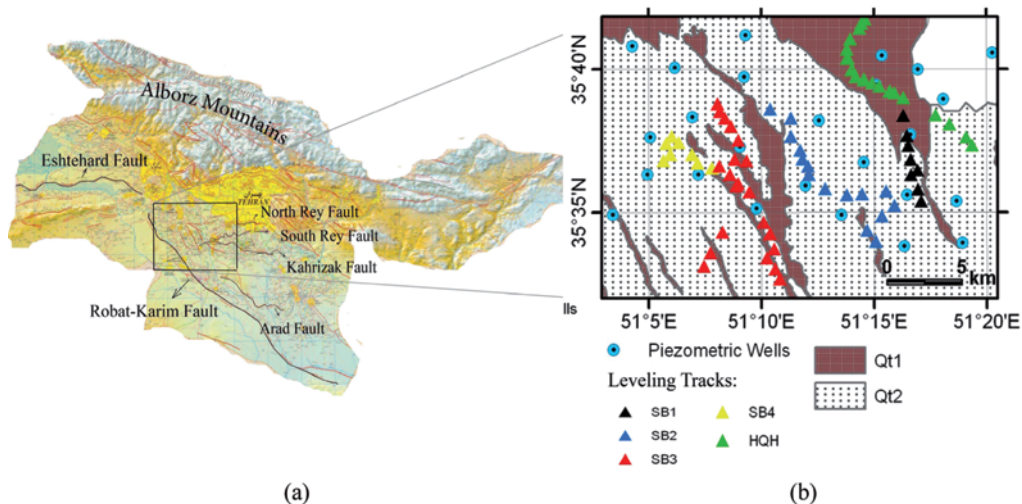 (a)
Alborz Mountains
Eshtehard Fault
TEHRAN
North Rey Fault
South Rey Fault
Kahrizak Fault
Robat-Karim Fault
Arad Fault
(b)
35°40'N
35°35'N
0 5
km
lls
51°5'E 51°10'E 51°15'E 51°20'E
Piezometric Wells
Leveling Tracks:
SB1
SB2
SB3
SB4
HQH
Qt1
Qt2
(a)
(b)